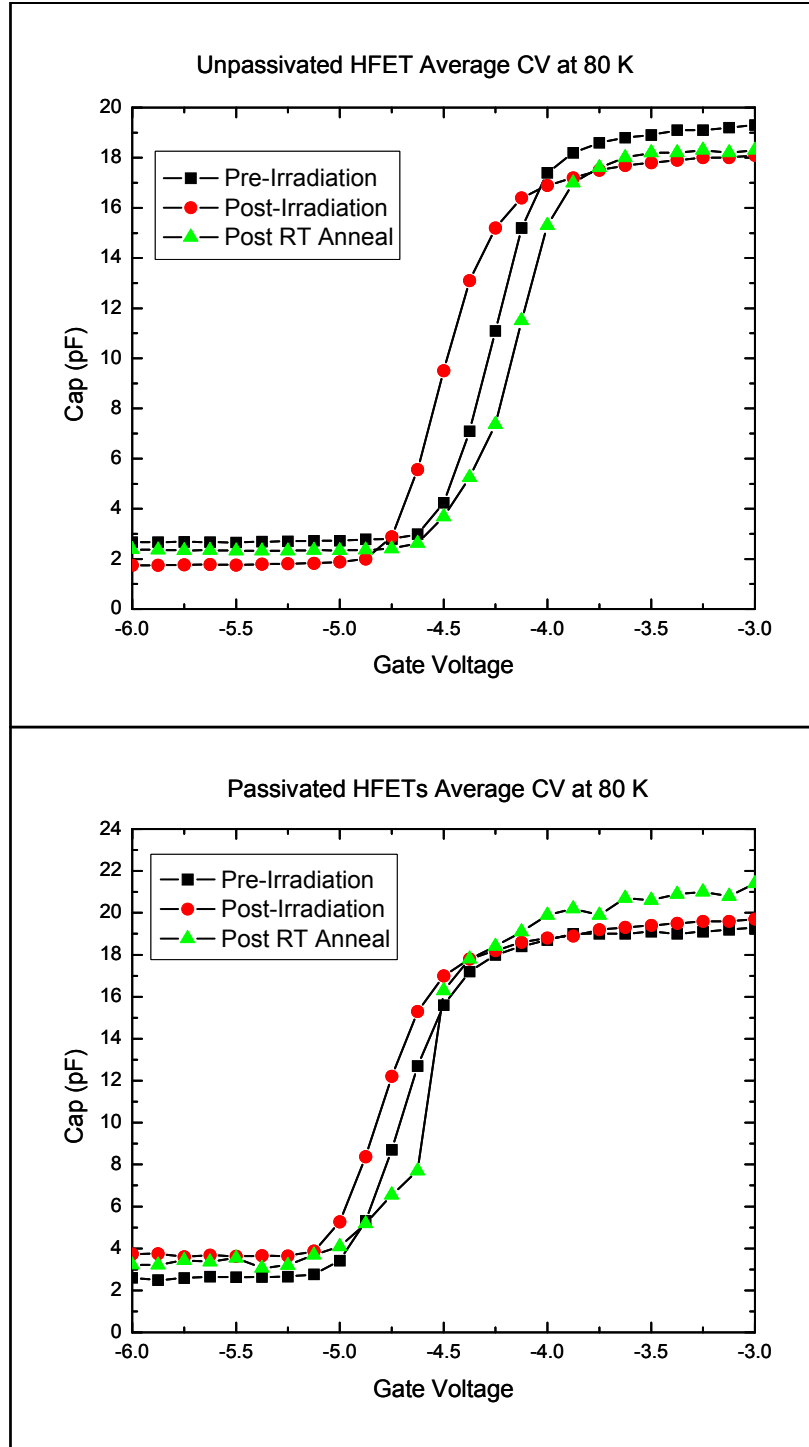 Unpassivated HFET Average CV at 80 K
20
18
16
14
12
10
8
6
4
2
0
Cap (pF)
Pre-Irradiation
Post-Irradiation
Post RT Anneal
-6.0 -5.5 -5.0 -4.5 -4.0 -3.5 -3.0
Gate Voltage
Passivated HFETs Average CV at 80 K
24
22
20
18
16
14
12
10
8
6
4
2
0
Cap (pF)
Pre-Irradiation
Post-Irradiation
Post RT Anneal
-6.0 -5.5 -5.0 -4.5 -4.0 -3.5 -3.0
Gate Voltage